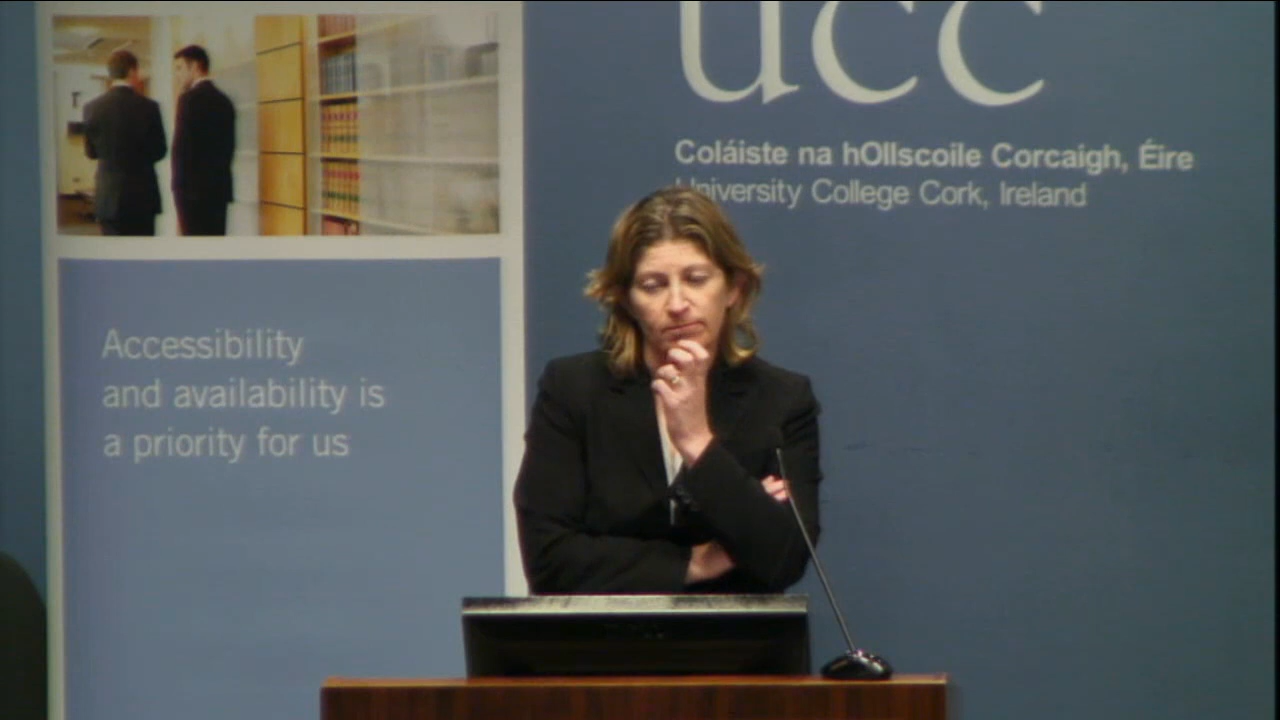 ucc
Coláiste na hOllscoile Corcaigh, Éire
University College Cork, Ireland
Accessibility
and availability is
a priority for us